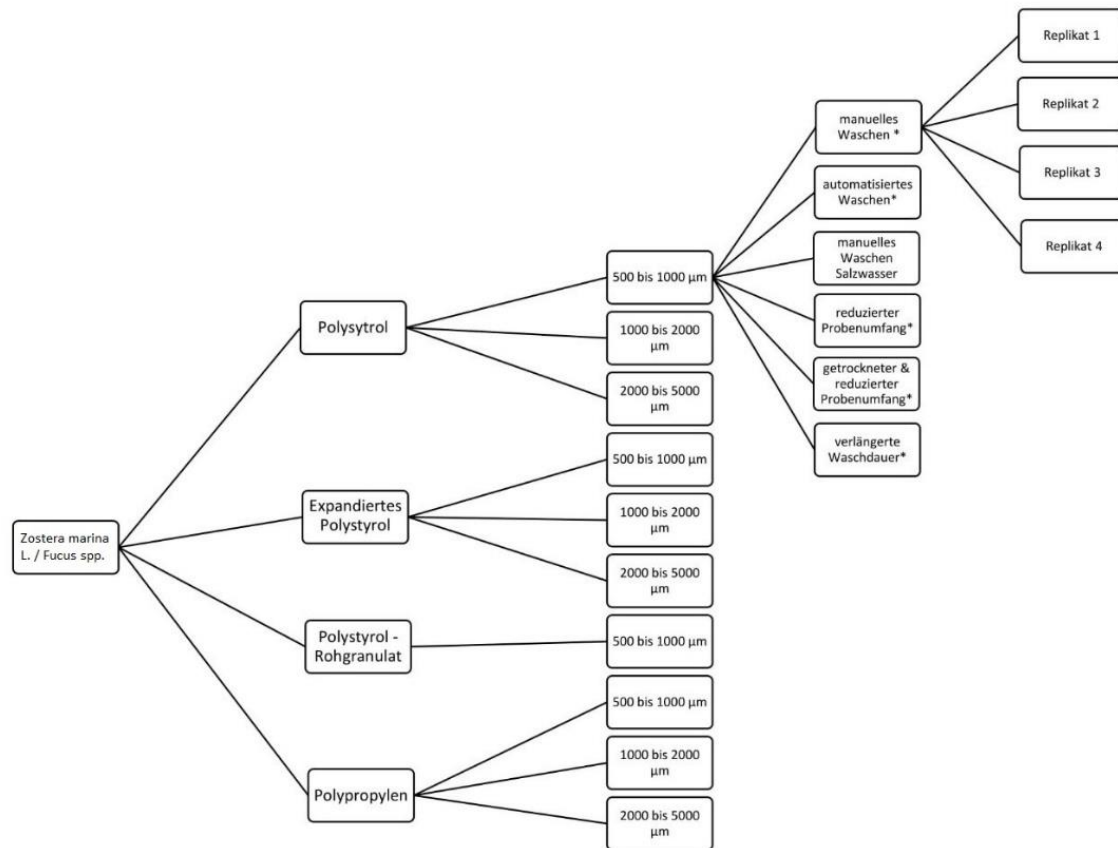 Zostera marina
L. / Fucus spp.
Polysytrol
Expandiertes
Polystyrol
Polystyrol -
Rohgranulat
Polypropylen
500 bis 1000 µm
1000 bis 2000
µm
2000 bis 5000
µm
500 bis 1000 µm
1000 bis 2000
µm
2000 bis 5000
µm
500 bis 1000 µm
500 bis 1000 µm
1000 bis 2000
µm
2000 bis 5000
µm
manuelles
Waschen *
automatisiertes
Waschen*
manuelles
Waschen
Salzwasser
reduzierter
Probenumfang*
getrockneter &
reduzierter
Probenumfang*
verlängerte
Waschdauer*
Replikat 1
Replikat 2
Replikat 3
Replikat 4